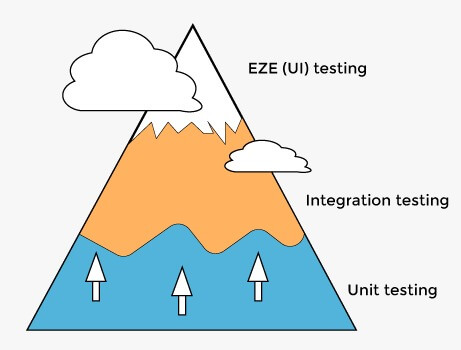 EZE (UI) testing
Integration testing
Unit testing